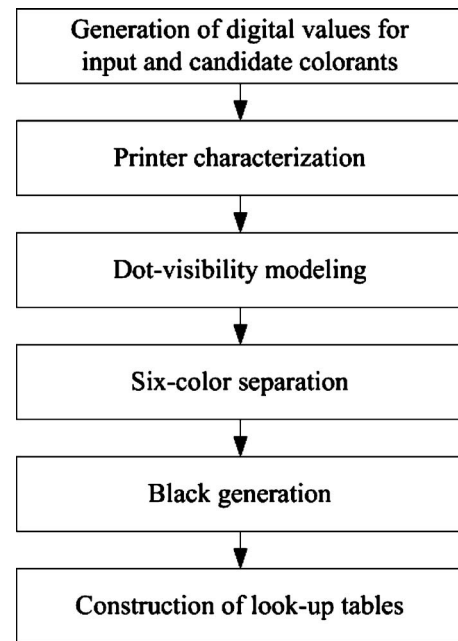 Generation of digital values for
input and candidate colorants
Printer characterization
Dot-visibility modeling
Six-color separation
Black generation
Construction of look-up tables